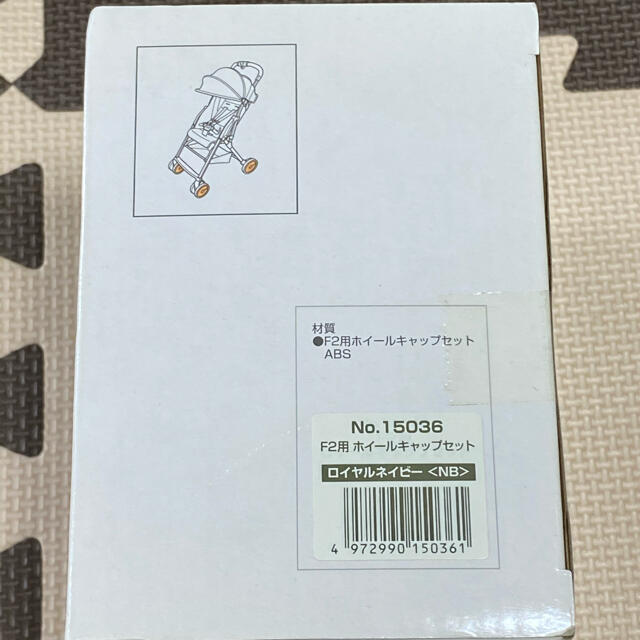 材質
●F2用ホイールキャップセット
ABS
No.15036
F2用 ホイールキャップセット
ロイヤルネイビー <NB>
4 972990 150361